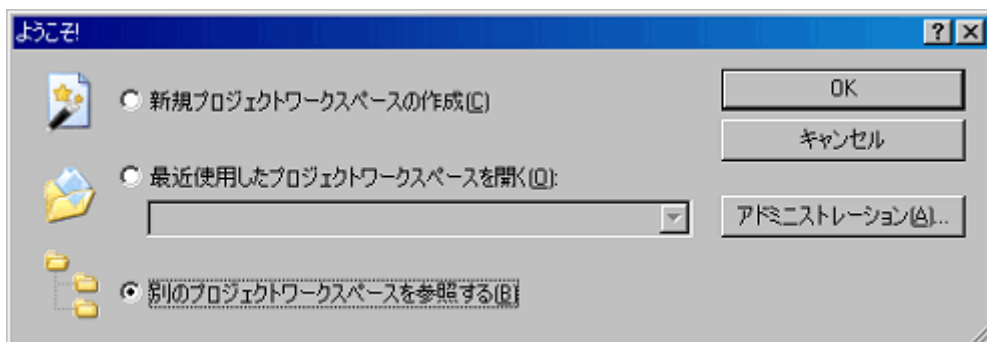 ようこそ!
新規プロジェクトワークスペースの作成(C)
OK
キャンセル
最近使用したプロジェクトワークスペースを開く(O):
アドミニストレーション(A)...
別のプロジェクトワークスペースを参照する(B)